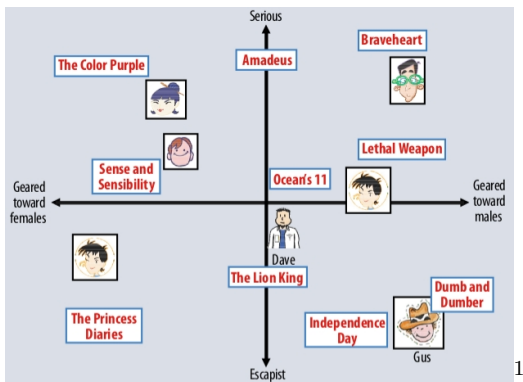 Serious
Braveheart
Amadeus
The Color Purple
Lethal Weapon
Sense and
Sensibility
Ocean's 11
Geared
toward
females
Geared
toward
males
Dave
The Lion King
Dumb and
Dumber
The Princess
Diaries
Independence
Day
Gus
Escapist
1